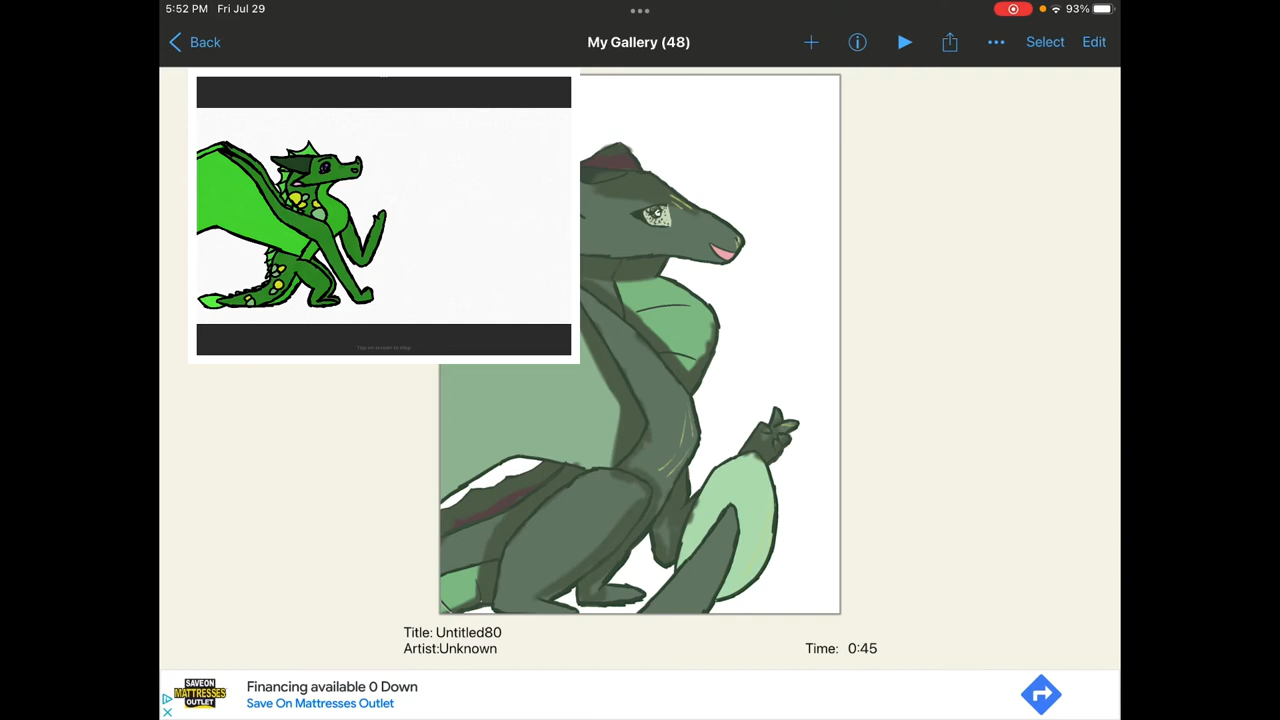 5:52 PM Fri Jul 29
93%
Back
My Gallery (48)
Select
Edit
Title: Untitled80
Artist:Unknown
Time: 0:45
SAVEON
MATTRESSES
OUTLET
Financing available 0 Down
Save On Mattresses Outlet